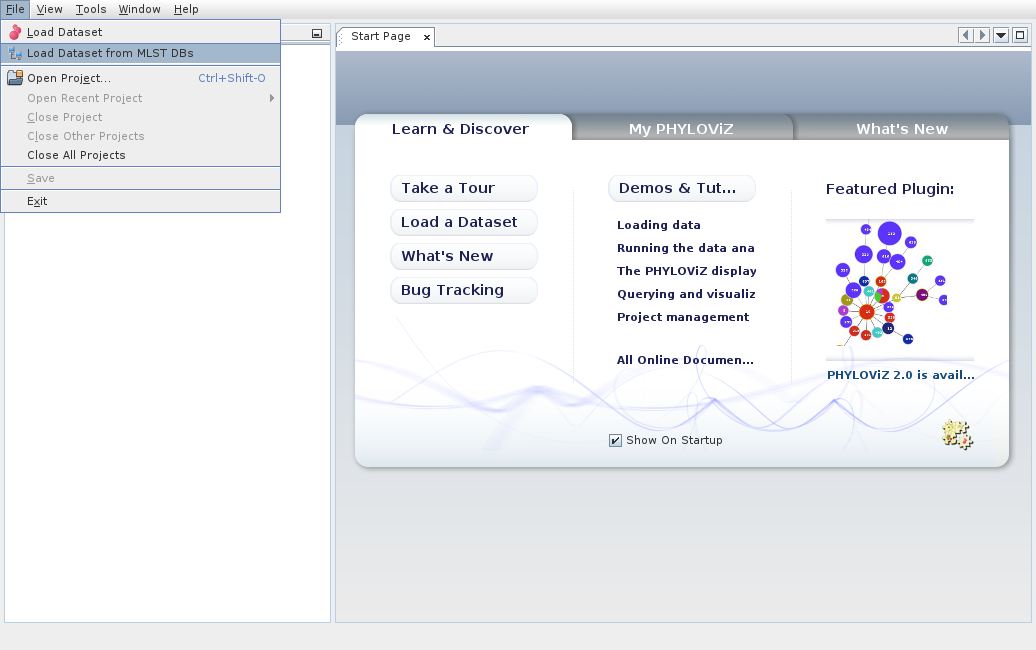 File View Tools Window Help
Load Dataset
Load Dataset from MLST DBs
Open Project... Ctrl+Shift-O
Open Recent Project
Close Project
Close Other Projects
Close All Projects
Save
Exit
Start Page
Learn & Discover
My PHYLOViZ
What's New
Take a Tour
Load a Dataset
What's New
Bug Tracking
Demos & Tut...
Loading data
Running the data ana
The PHYLOViZ display
Querying and visualiz
Project management
All Online Documen...
Show On Startup
Featured Plugin:
PHYLOViZ 2.0 is avail...